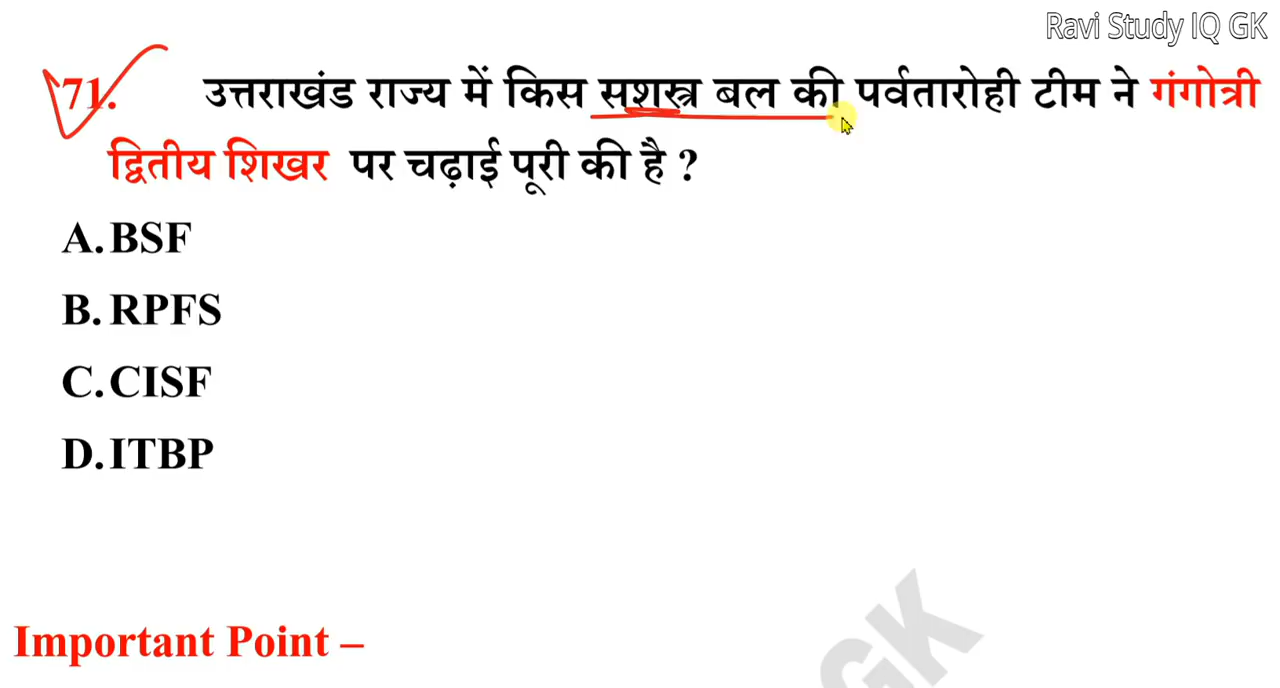 Ravi Study IQ GK
71. उत्तराखंड राज्य में किस सशस्त्र बल की पर्वतारोही टीम ने गंगोत्री
द्वितीय शिखर पर चढ़ाई पूरी की है ?
A. BSF
B. RPFS
C. CISF
D. ITBP
Important Point –
GK